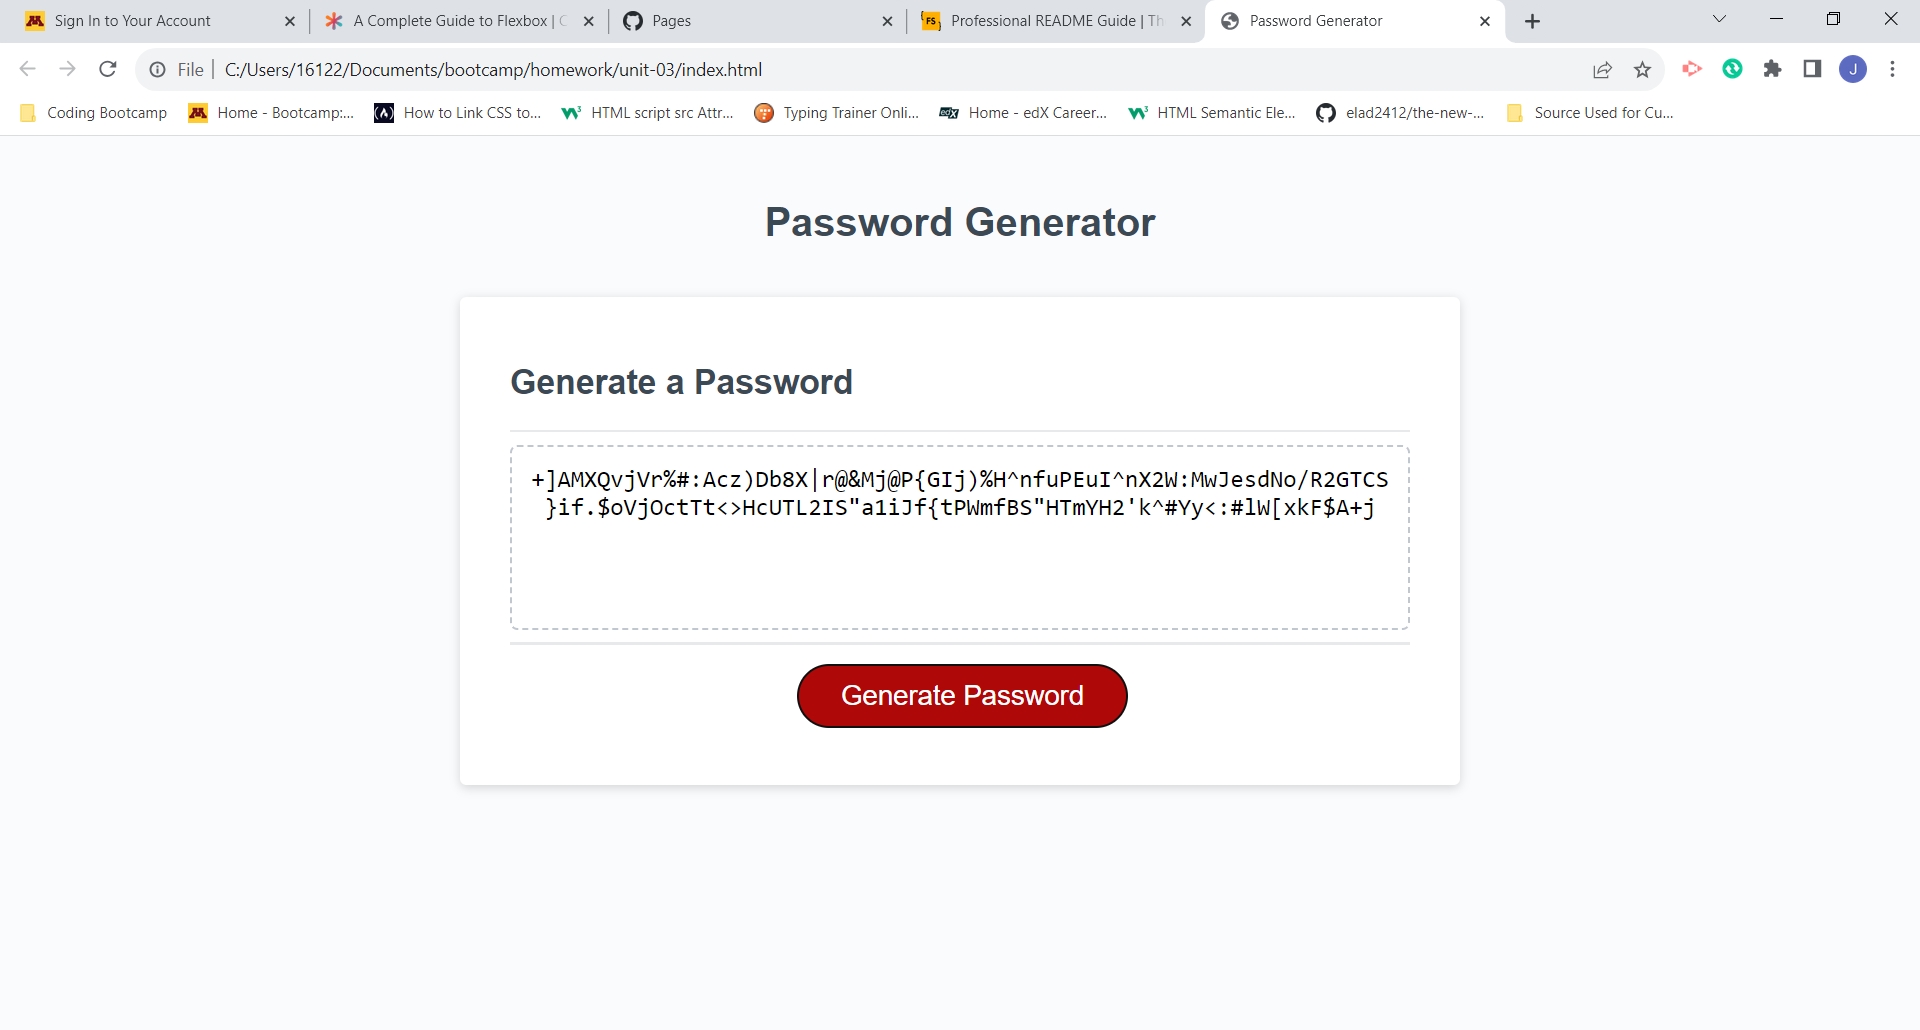 Sign In to Your Account
A Complete Guide to Flexbox | C
Pages
Professional README Guide | Th
Password Generator
File
C:/Users/16122/Documents/bootcamp/homework/unit-03/index.html
J
Coding Bootcamp
Home - Bootcamp:...
How to Link CSS to...
HTML script src Attr...
Typing Trainer Onli...
Home - edX Career...
HTML Semantic Ele...
elad2412/the-new-...
Source Used for Cu...
Password Generator
Generate a Password
+]AMXQvjVr%#:Acz)Db8X|r@&Mj@P{GIj)%H^nfuPEuI^nX2W:MwJesdNo/R2GTCS
}if.$oVjOctTt<>HcUTL2IS"a1iJf{tPWmfBS"HTmYH2'k^#Yy<:#lW[xkF$A+j
Generate Password